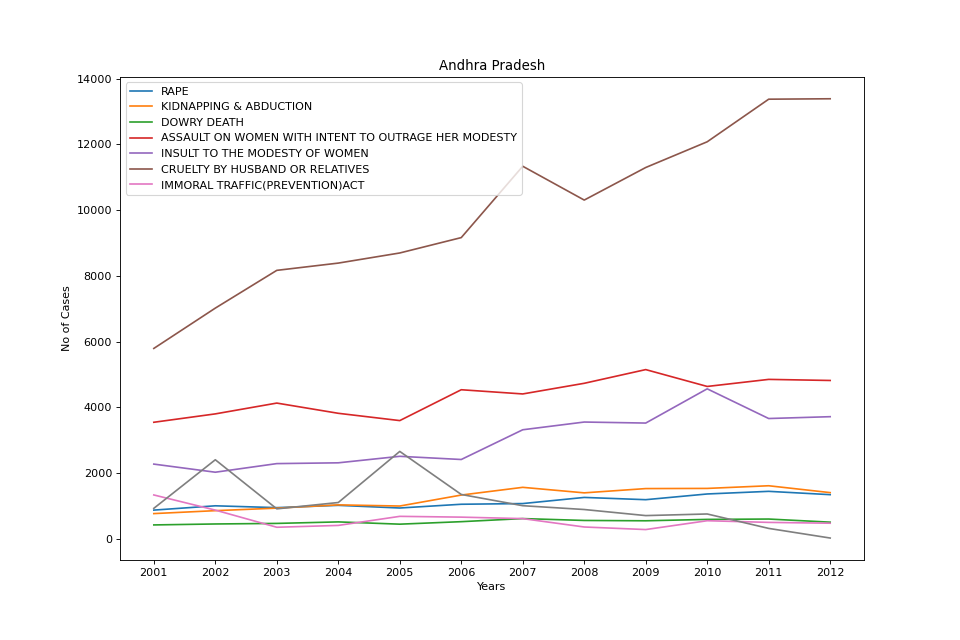 Andhra Pradesh
14000
12000
10000
8000
6000
4000
2000
0
No of Cases
RAPE
KIDNAPPING & ABDUCTION
DOWRY DEATH
ASSAULT ON WOMEN WITH INTENT TO OUTRAGE HER MODESTY
INSULT TO THE MODESTY OF WOMEN
CRUELTY BY HUSBAND OR RELATIVES
IMMORAL TRAFFIC(PREVENTION)ACT
2001 2002 2003 2004 2005 2006 2007 2008 2009 2010 2011 2012
Years